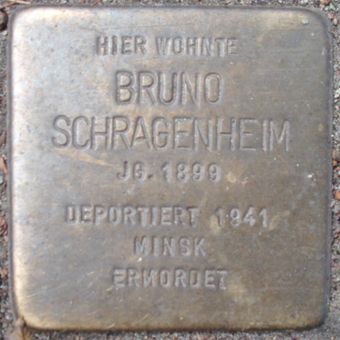 HIER WOHNTE
BRUNO
SCHRAGENHEIM
JG. 1899
DEPORTIERT 1941
MINSK
ERMORDET